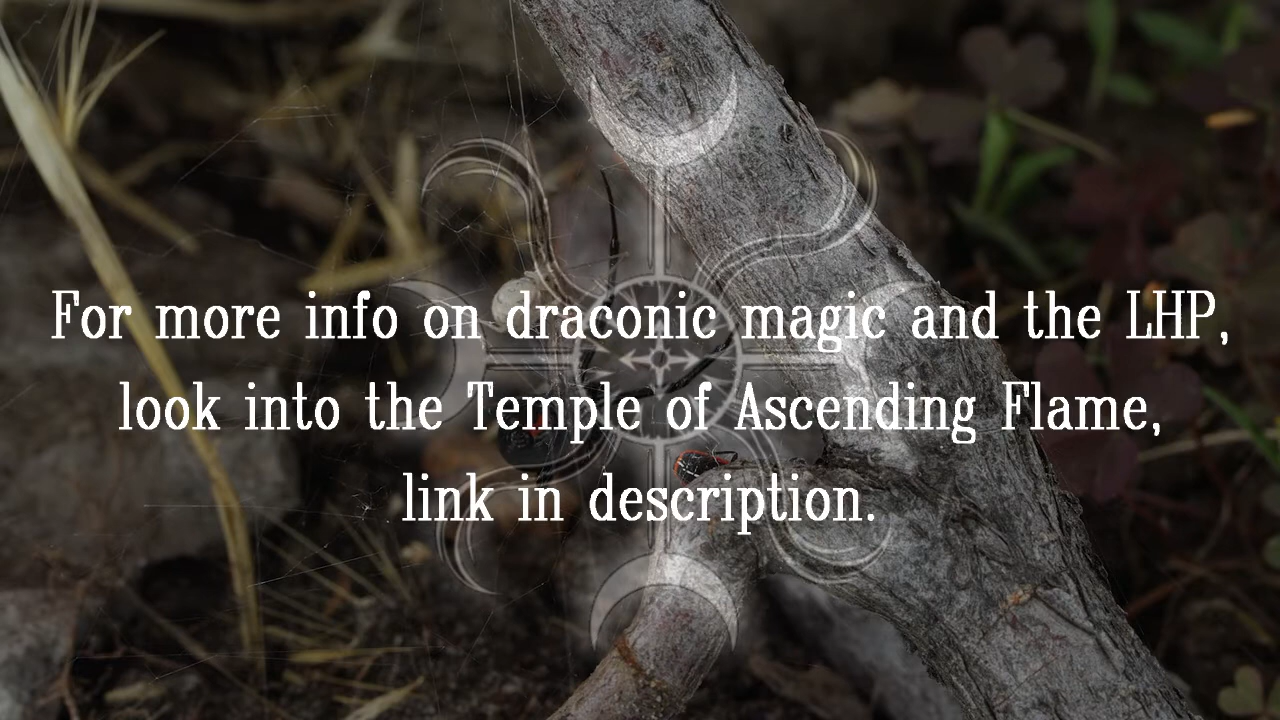 For more info on draconic magic and the LHP,
look into the Temple of Ascending Flame,
link in description.